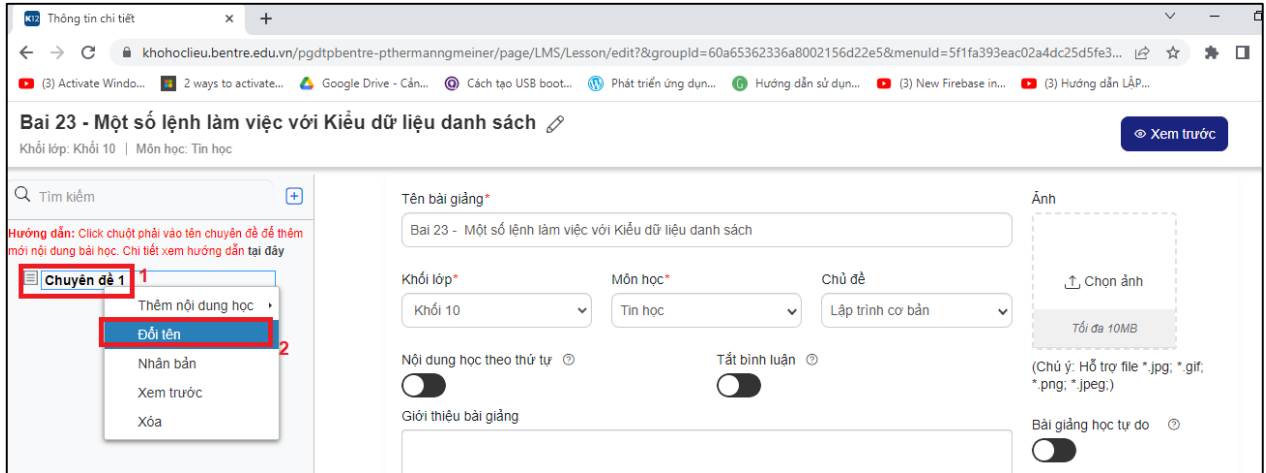 K12 Thông tin chi tiết
khohoclieu.bentre.edu.vn/pgdtpbentre-pthermanngmeiner/page/LMS/Lesson/edit?&groupId=60a65362336a8002156d22e5&menuId=5f1fa393eac02a4dc25d5fe3...
(3) Activate Windo... 2 ways to activate... Google Drive - Cản... Cách tạo USB boot... Phát triển ứng dụn... Hướng dẫn sử dụn... (3) New Firebase in... (3) Hướng dẫn LẬP...
Bai 23 - Một số lệnh làm việc với Kiểu dữ liệu danh sách
Khối lớp: Khối 10 | Môn học: Tin học
Xem trước
Tìm kiếm
Hướng dẫn: Click chuột phải vào tên chuyên đề để thêm
mới nội dung bài học. Chi tiết xem hướng dẫn tại đây
Chuyên đề 1
1
Thêm nội dung học
Đổi tên
2
Nhân bản
Xem trước
Xóa
Tên bài giảng*
Bai 23 - Một số lệnh làm việc với Kiểu dữ liệu danh sách
Khối lớp* Môn học* Chủ đề
Khối 10 Tin học Lập trình cơ bản
Nội dung học theo thứ tự Tắt bình luận
Giới thiệu bài giảng
Ảnh
Chọn ảnh
Tối đa 10MB
(Chú ý: Hỗ trợ file *.jpg; *.gif;
*.png; *.jpeg;)
Bài giảng học tự do